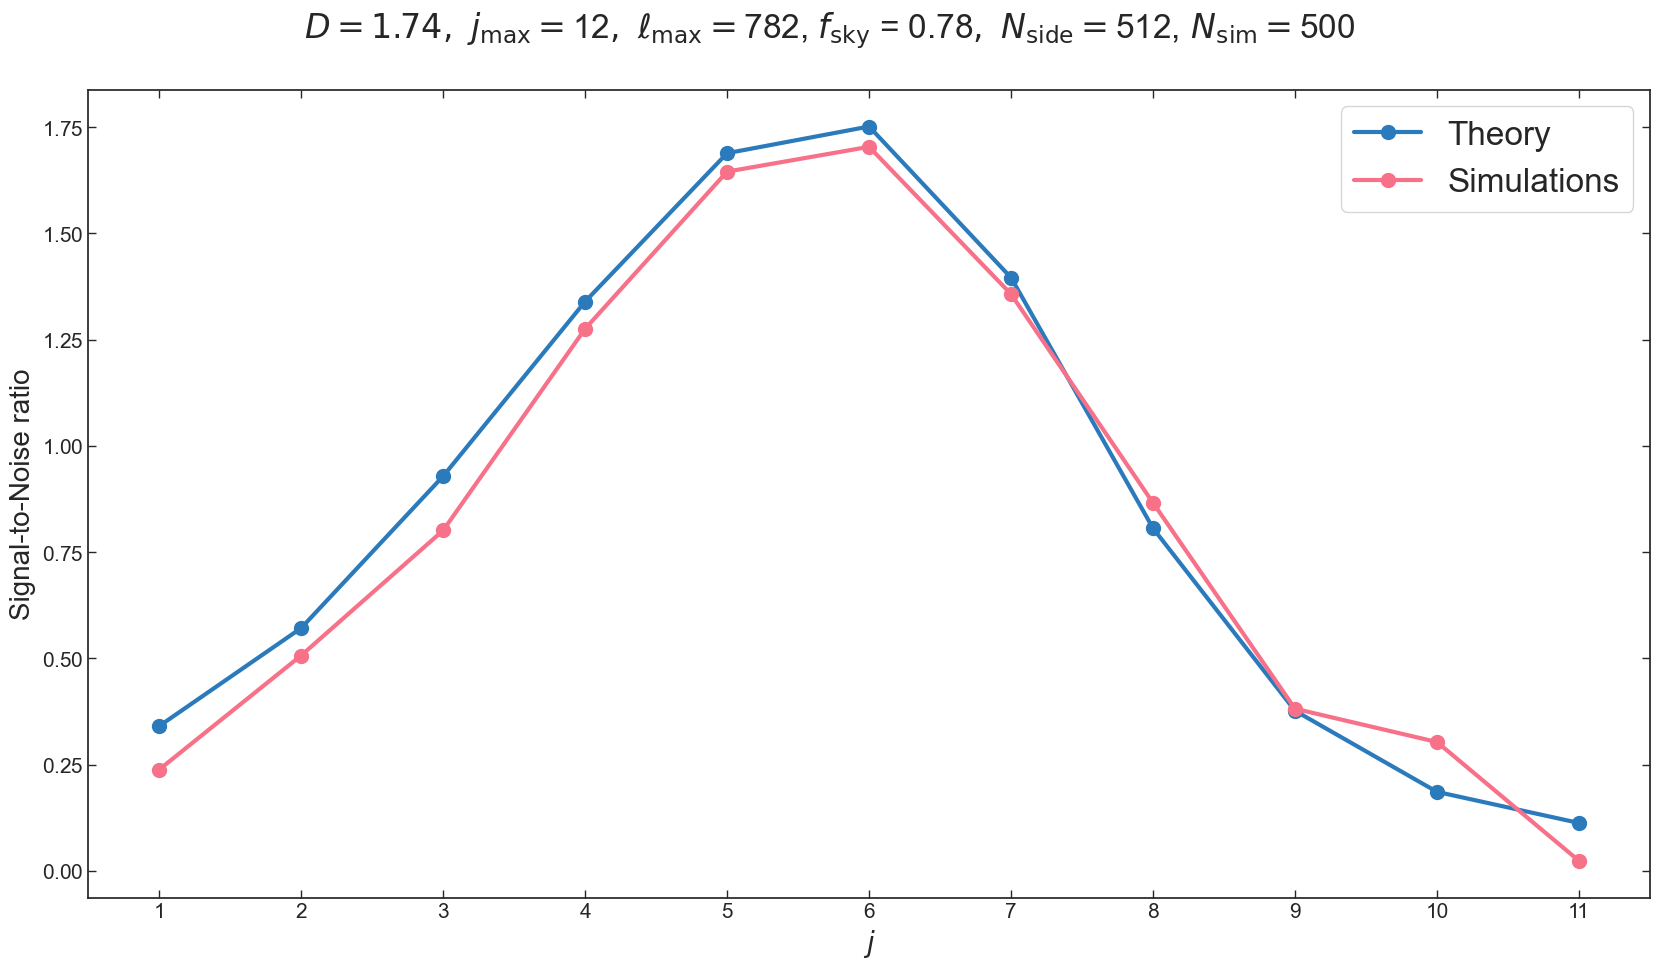 D = 1.74, j_max = 12, ℓ_max = 782, f_sky = 0.78, N_side = 512, N_sim = 500
Theory
Simulations
Signal-to-Noise ratio
1.75
1.50
1.25
1.00
0.75
0.50
0.25
0.00
1 2 3 4 5 6 7 8 9 10 11
j